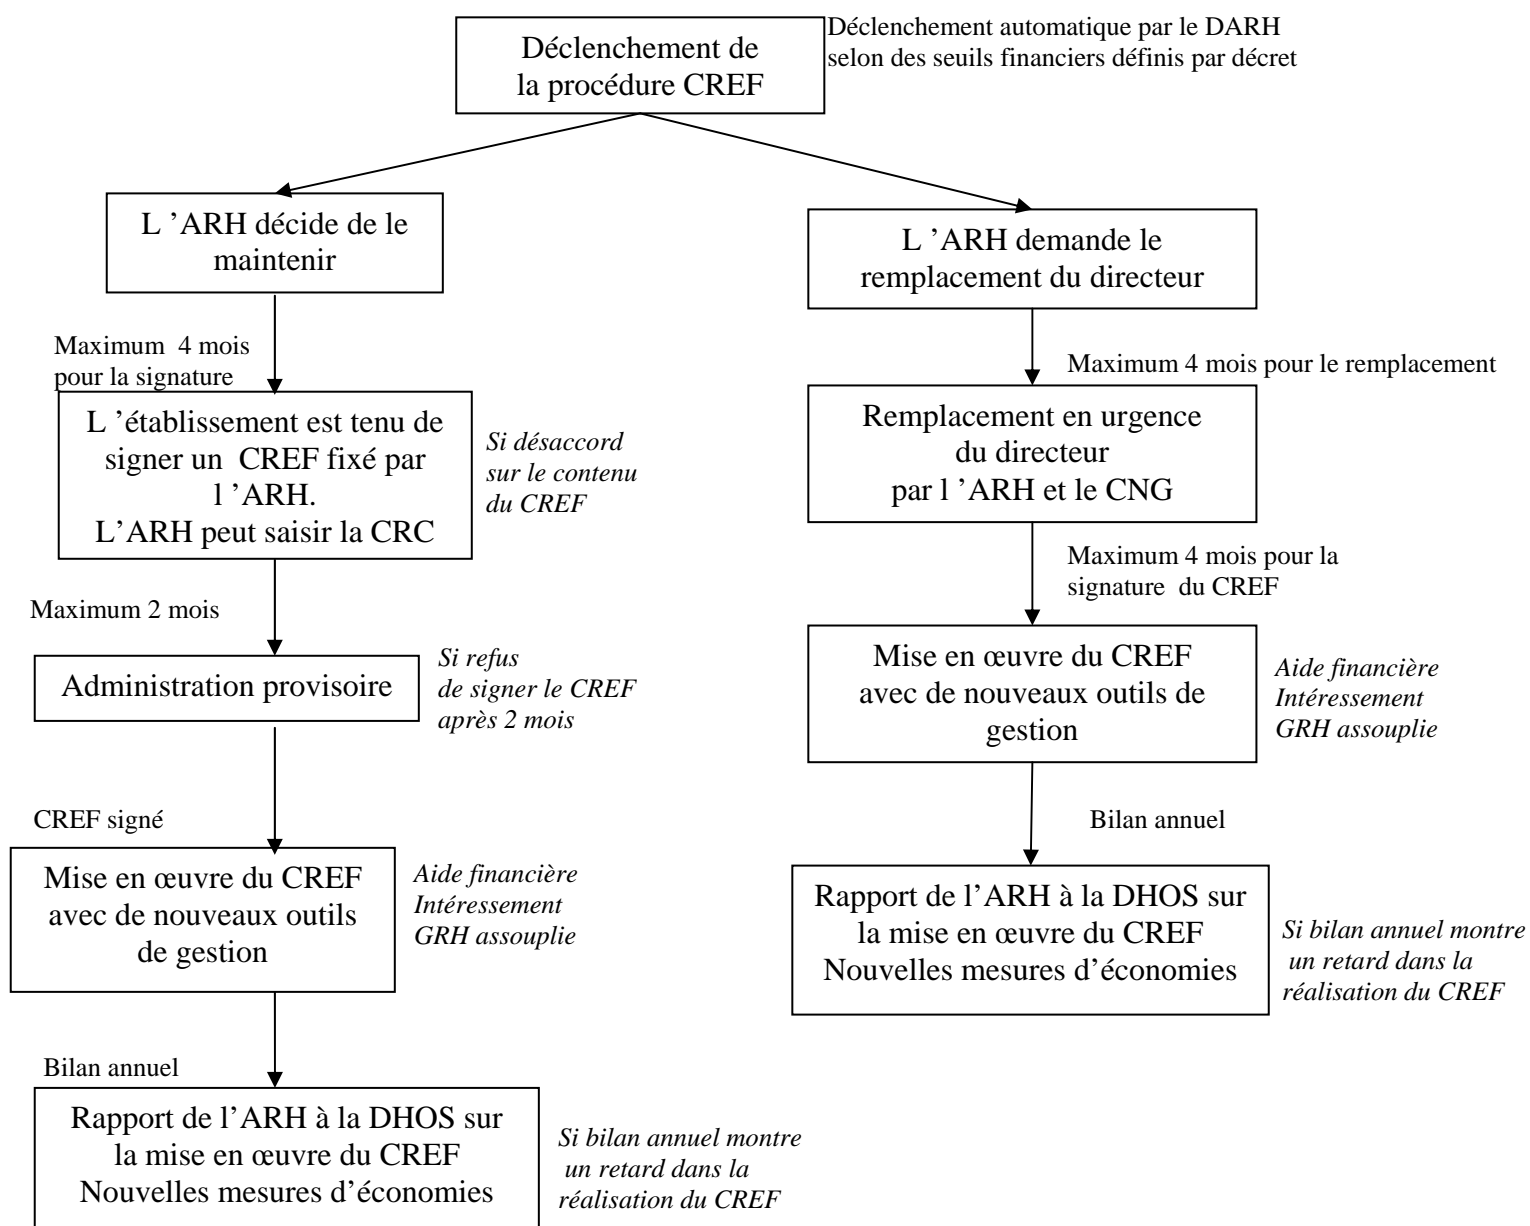 Déclenchement de
la procédure CREF
Déclenchement automatique par le DARH
selon des seuils financiers définis par décret
L ’ARH décide de le
maintenir
Maximum  4 mois
pour la signature
L ’établissement est tenu de
signer un  CREF fixé par
l ’ARH.
L’ARH peut saisir la CRC
Si désaccord
sur le contenu
du CREF
Maximum 2 mois
Administration provisoire
Si refus
de signer le CREF
après 2 mois
CREF signé
Mise en œuvre du CREF
avec de nouveaux outils
de gestion
Aide financière
Intéressement
GRH assouplie
Bilan annuel
Rapport de l’ARH à la DHOS sur
la mise en œuvre du CREF
Nouvelles mesures d’économies
Si bilan annuel montre
un retard dans la
réalisation du CREF
L ’ARH demande le
remplacement du directeur
Maximum 4 mois pour le remplacement
Remplacement en urgence
du directeur
par l ’ARH et le CNG
Maximum 4 mois pour la
signature  du CREF
Mise en œuvre du CREF
avec de nouveaux outils de
gestion
Aide financière
Intéressement
GRH assouplie
Bilan annuel
Rapport de l’ARH à la DHOS sur
la mise en œuvre du CREF
Nouvelles mesures d’économies
Si bilan annuel montre
un retard dans la
réalisation du CREF